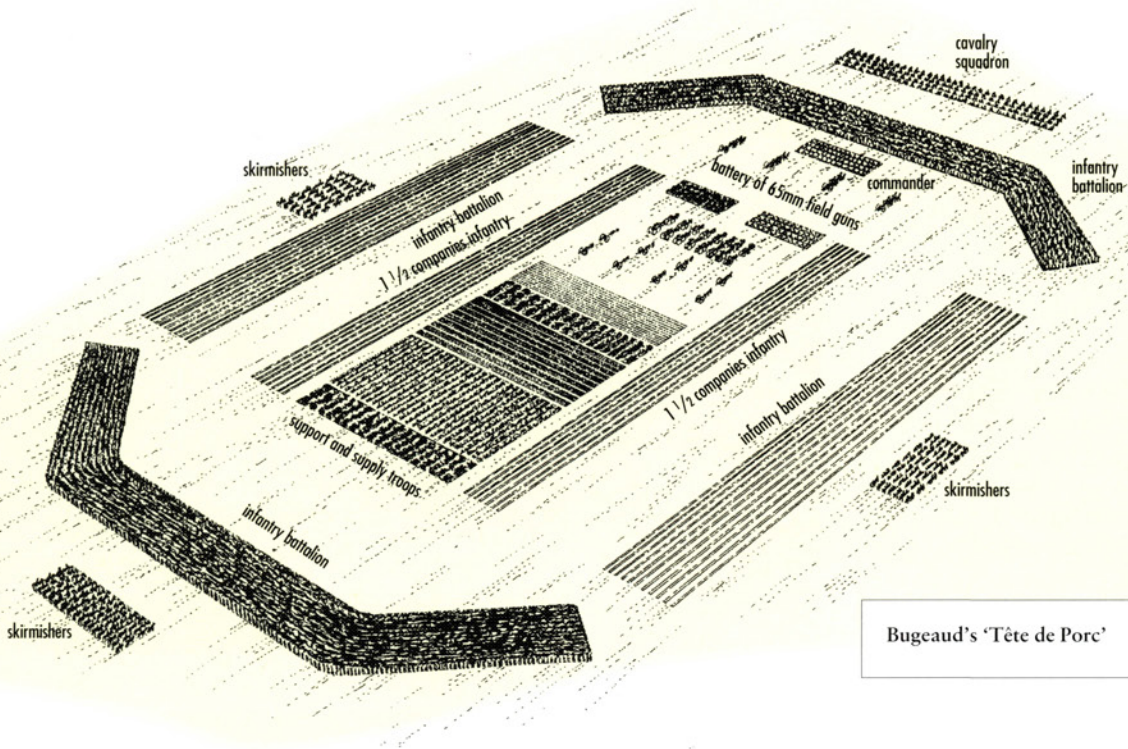 cavalry
squadron
skirmishers
infantry battalion
1 1/2 companies infantry
battery of 65mm field guns
commander
infantry
battalion
support and supply troops
1 1/2 companies infantry
infantry battalion
skirmishers
infantry battalion
skirmishers
Bugeaud's ‘Tête de Porc’